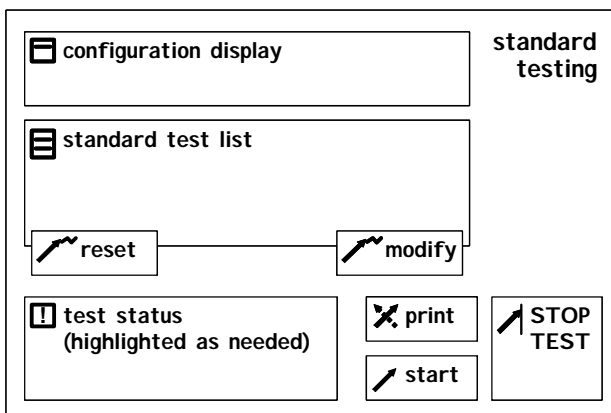 configuration display
standard
testing
standard test list
reset
modify
! test status
(highlighted as needed)
print
start
STOP
TEST